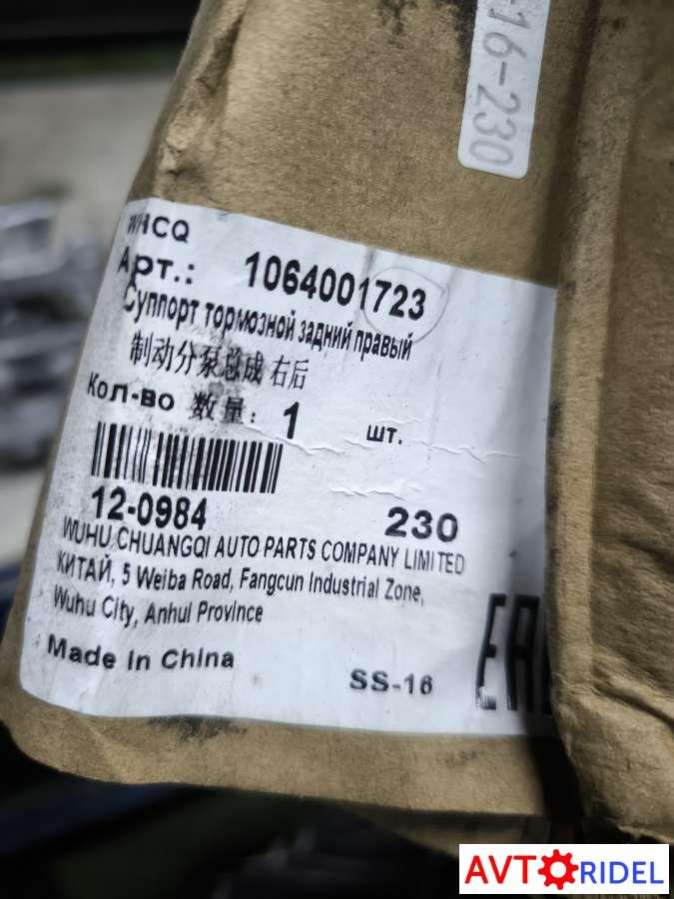 -16-230
WHCQ
Арт.: 1064001723
Суппорт тормозной задний правый
制动分泵总成 右后
Кол-во 数量: 1 шт.
12-0984 230
WUHU CHUANGQI AUTO PARTS COMPANY LIMITED
КИТАЙ, 5 Weiba Road, Fangcun Industrial Zone,
Wuhu City, Anhui Province
Made in China SS-16
EAC
AVTORIDEL